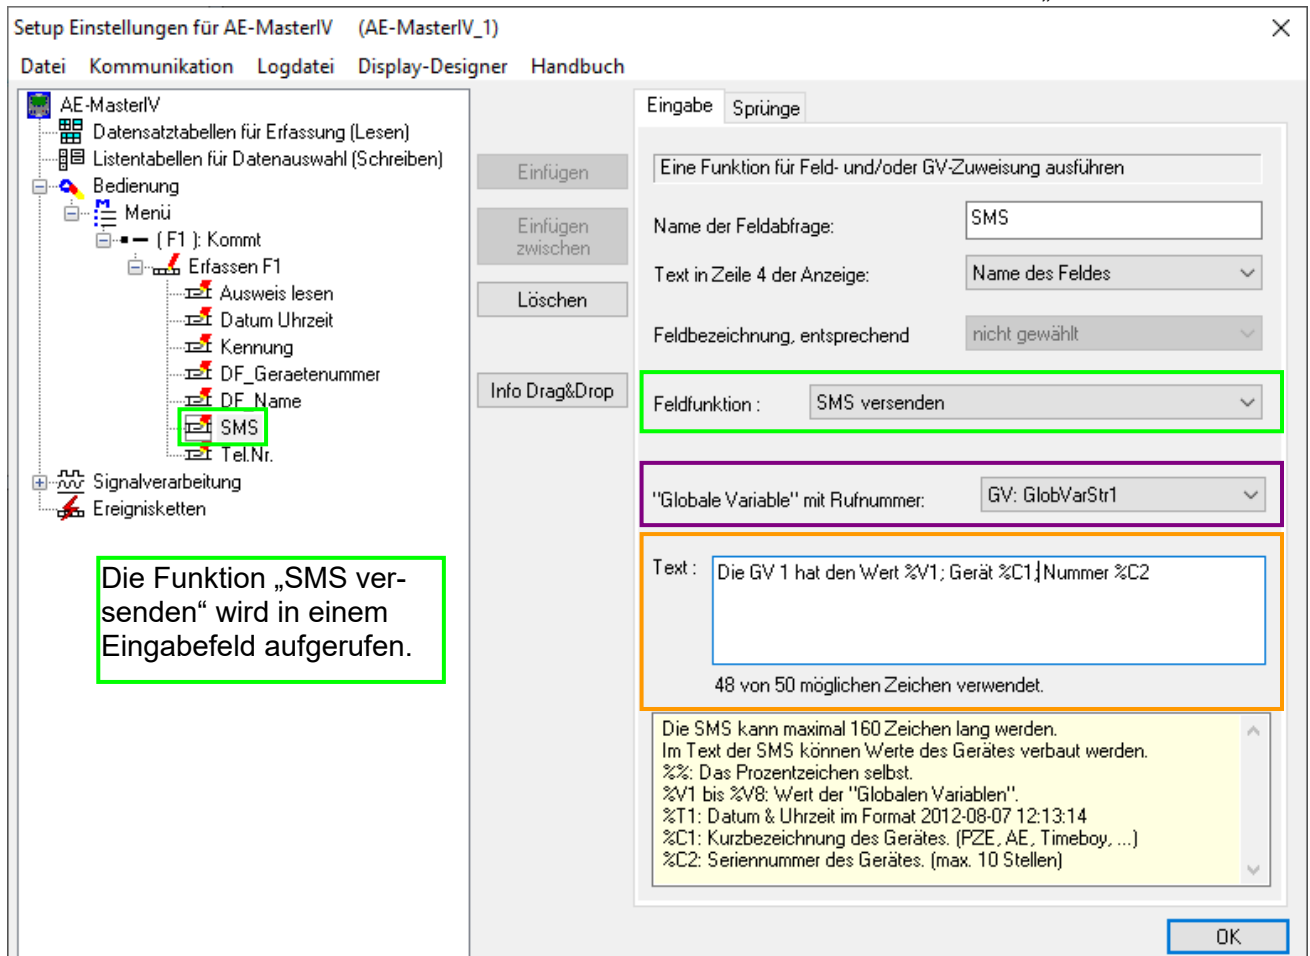 „
Setup Einstellungen für AE-MasterIV (AE-MasterIV_1)
Datei Kommunikation Logdatei Display-Designer Handbuch
AE-MasterIV
Datensatztabellen für Erfassung (Lesen)
Listentabellen für Datenauswahl (Schreiben)
Bedienung
Menü
( F1 ): Kommt
Erfassen F1
Ausweis lesen
Datum Uhrzeit
Kennung
DF_Geraetenummer
DF_Name
SMS
Tel.Nr.
Signalverarbeitung
Ereignisketten
Die Funktion „SMS ver-
senden“ wird in einem
Eingabefeld aufgerufen.
Einfügen
Einfügen
zwischen
Löschen
Info Drag&Drop
Eingabe Sprünge
Eine Funktion für Feld- und/oder GV-Zuweisung ausführen
Name der Feldabfrage: SMS
Text in Zeile 4 der Anzeige: Name des Feldes
Feldbezeichnung, entsprechend nicht gewählt
Feldfunktion : SMS versenden
"Globale Variable" mit Rufnummer: GV: GlobVarStr1
Text : Die GV 1 hat den Wert %V1; Gerät %C1; Nummer %C2
48 von 50 möglichen Zeichen verwendet.
Die SMS kann maximal 160 Zeichen lang werden.
Im Text der SMS können Werte des Gerätes verbaut werden.
%%: Das Prozentzeichen selbst.
%V1 bis %V8: Wert der "Globalen Variablen".
%T1: Datum & Uhrzeit im Format 2012-08-07 12:13:14
%C1: Kurzbezeichnung des Gerätes. (PZE, AE, Timeboy, ...)
%C2: Seriennummer des Gerätes. (max. 10 Stellen)
OK